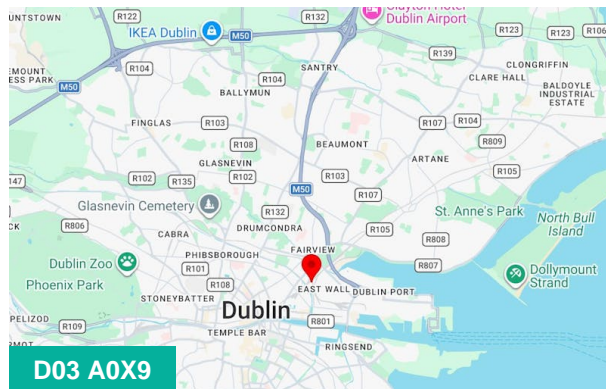 UNTSTOWN
R122
R132
Clayton Hotel
Dublin Airport
IKEA Dublin
M50
R123
R123
R106
R139
CLONGRIFFIN
SANTRY
EMOUNT
ESS PARK
R104
M50
R104
BALLYMUN
CLARE HALL
BALDOYLE
INDUSTRIAL
ESTATE
FINGLAS
R103
R107
R104
R108
BEAUMONT
R809
GLASNEVIN
ARTANE
R102
R135
R102
R103
R105
147
M50
R107
Glasnevin Cemetery
R132
St. Anne's Park
North Bull
Island
R806
CK
DRUMCONDRA
R105
CABRA
R808
FAIRVIEW
PHIBSBOROUGH
Dublin Zoo
R101
R807
Dollymount
Strand
Phoenix Park
R108
EAST WALL
DUBLIN PORT
STONEYBATTER
Dublin
PELIZOD
R109
R801
TEMPLE BAR
RINGSEND
RMOT
D03 A0X9